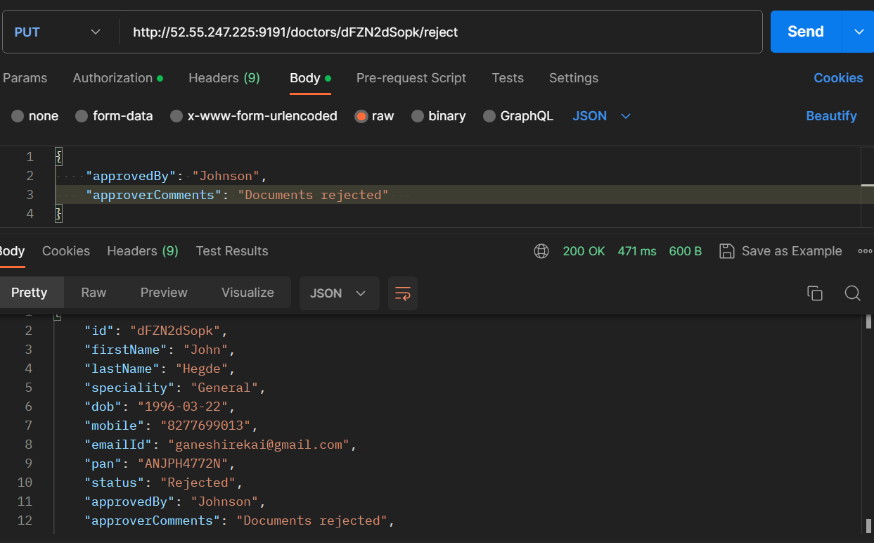 PUT http://52.55.247.225:9191/doctors/dFZN2dSopk/reject Send
Params Authorization Headers (9) Body Pre-request Script Tests Settings Cookies
none form-data x-www-form-urlencoded raw binary GraphQL JSON Beautify
1 {
2 "approvedBy": "Johnson",
3 "approverComments": "Documents rejected"
4 }
Body Cookies Headers (9) Test Results 200 OK 471 ms 600 B Save as Example
Pretty Raw Preview Visualize JSON
2 "id": "dFZN2dSopk",
3 "firstName": "John",
4 "lastName": "Hegde",
5 "speciality": "General",
6 "dob": "1996-03-22",
7 "mobile": "8277699013",
8 "emailId": "ganeshirekai@gmail.com",
9 "pan": "ANJPH4772N",
10 "status": "Rejected",
11 "approvedBy": "Johnson",
12 "approverComments": "Documents rejected",